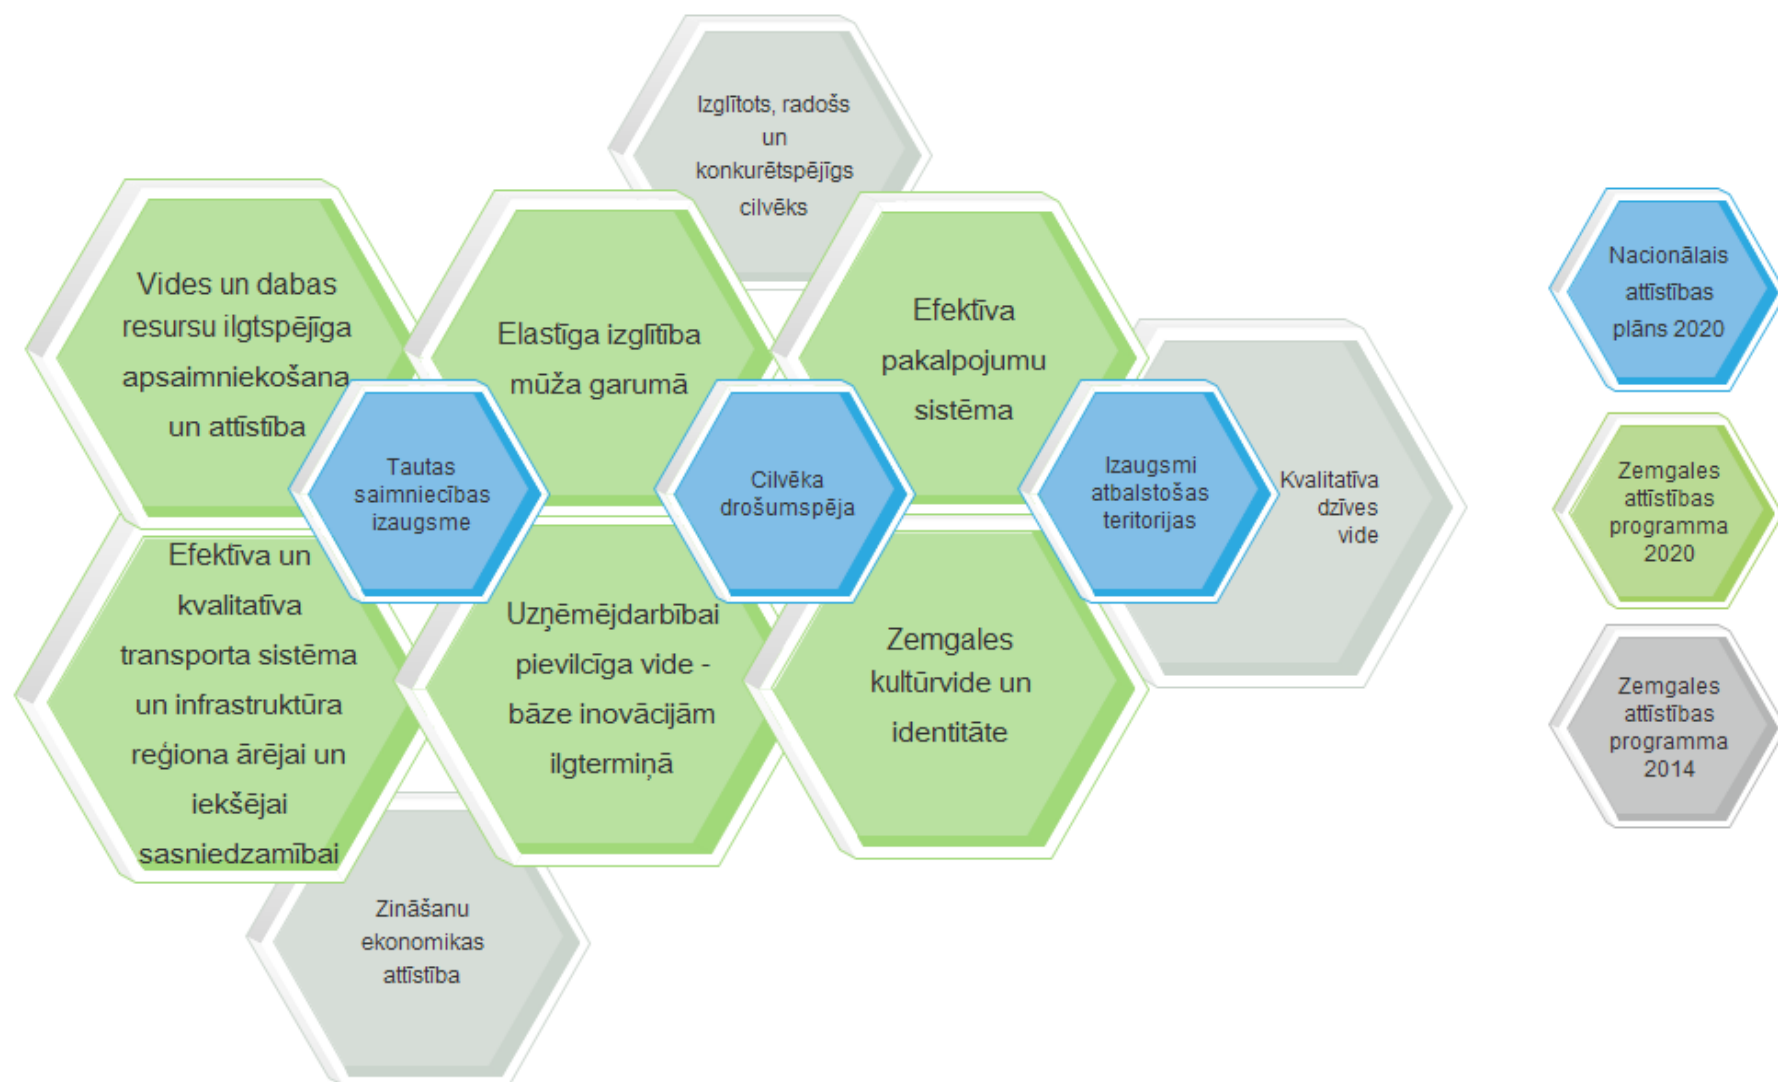 Izglītots, radošs
un
konkurētspējīgs
cilvēks
Vides un dabas
resursu ilgtspējīga
apsaimniekošana
un attīstība
Elastīga izglītība
mūža garumā
Efektīva
pakalpojumu
sistēma
Tautas
saimniecības
izaugsme
Cilvēka
drošumspēja
Izaugsmi
atbalstošas
teritorijas
Kvalitatīva
dzīves
vide
Efektīva un
kvalitatīva
transporta sistēma
un infrastruktūra
reģiona ārējai un
iekšējai
sasniedzamībai
Uzņēmējdarbībai
pievilcīga vide -
bāze inovācijām
ilgtermiņā
Zemgales
kultūrvide un
identitāte
Zināšanu
ekonomikas
attīstība
Nacionālais
attīstības
plāns 2020
Zemgales
attīstības
programma
2020
Zemgales
attīstības
programma
2014